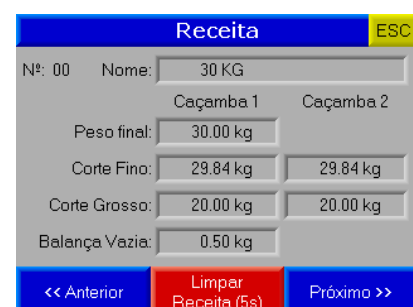 Receita ESC
Nº: 00 Nome: 30 KG
Caçamba 1 Caçamba 2
Peso final: 30.00 kg
Corte Fino: 29.84 kg 29.84 kg
Corte Grosso: 20.00 kg 20.00 kg
Balança Vazia: 0.50 kg
<< Anterior Limpar Receita (5s) Próximo >>